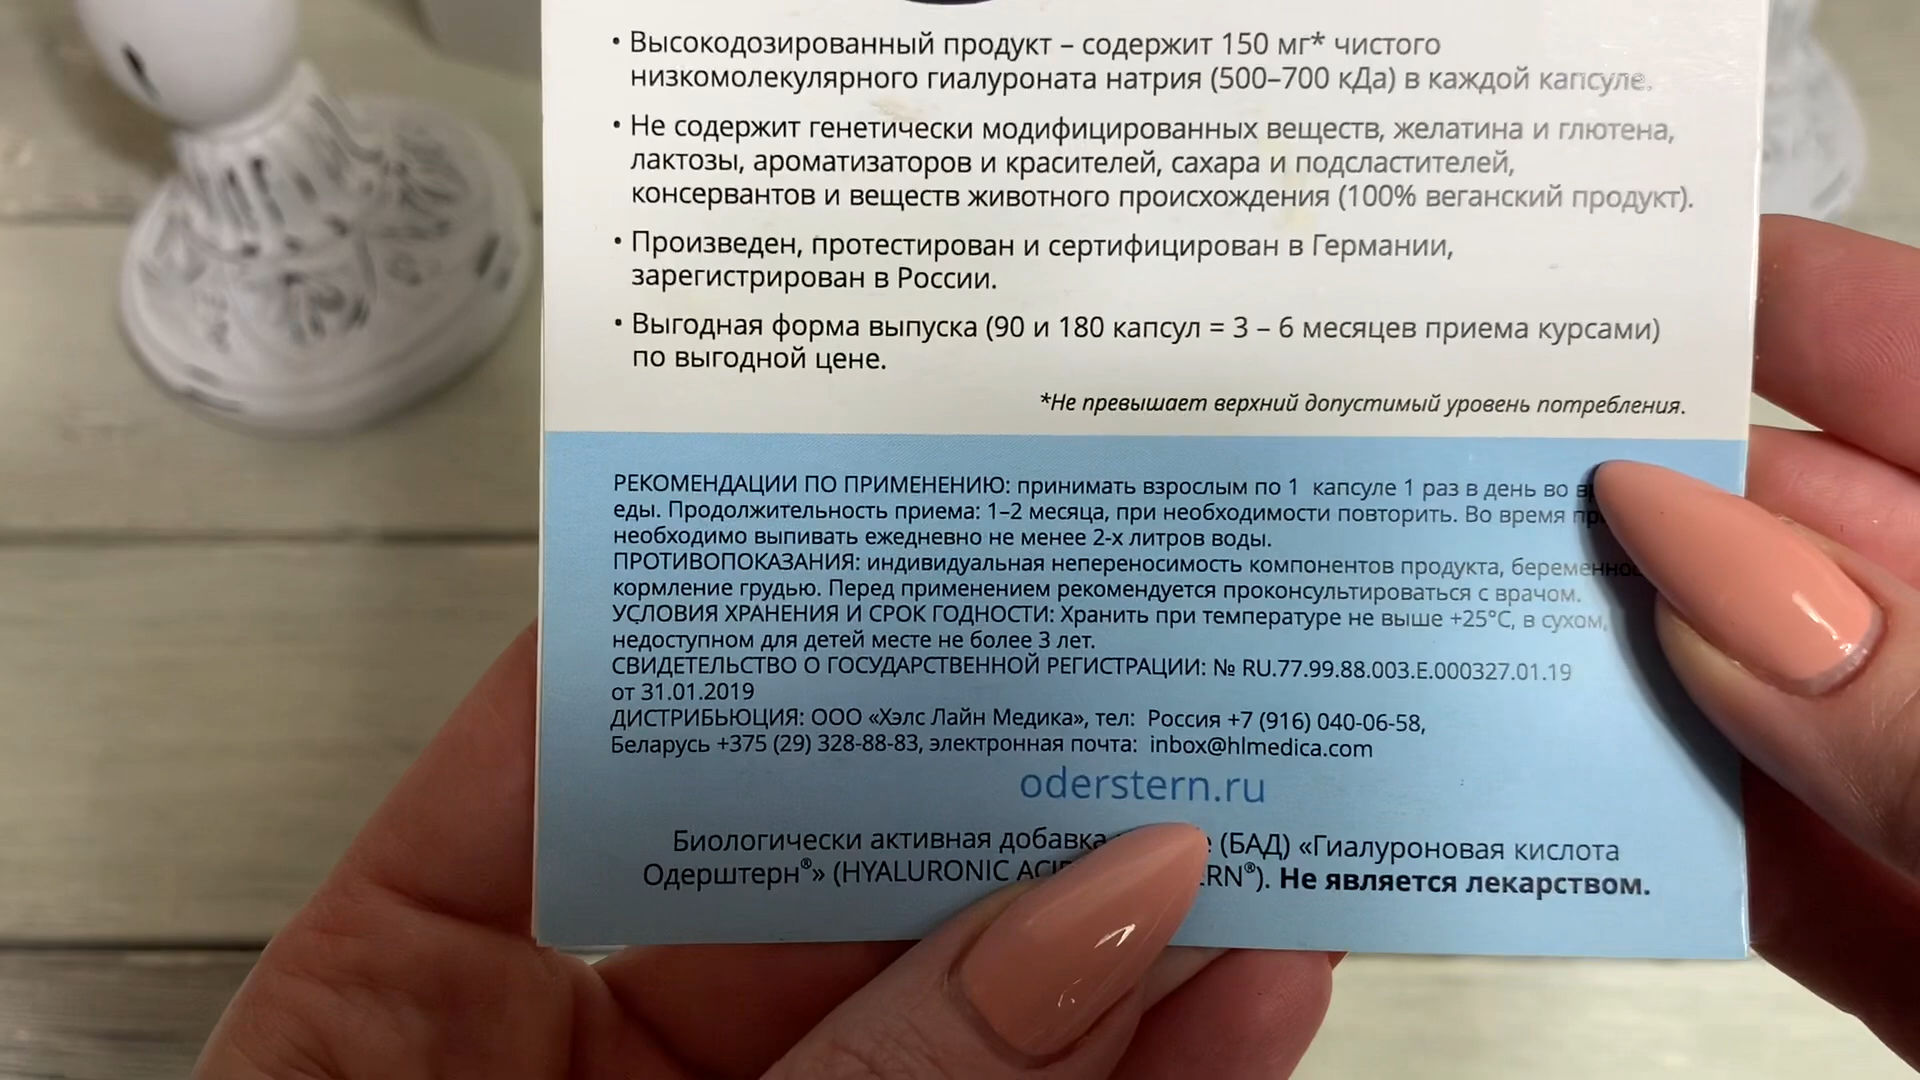 • Высокодозированный продукт – содержит 150 мг* чистого
низкомолекулярного гиалуроната натрия (500–700 кДа) в каждой капсуле.
• Не содержит генетически модифицированных веществ, желатина и глютена,
лактозы, ароматизаторов и красителей, сахара и подсластителей,
консервантов и веществ животного происхождения (100% веганский продукт).
• Произведен, протестирован и сертифицирован в Германии,
зарегистрирован в России.
• Выгодная форма выпуска (90 и 180 капсул = 3 – 6 месяцев приема курсами)
по выгодной цене.
*Не превышает верхний допустимый уровень потребления.
РЕКОМЕНДАЦИИ ПО ПРИМЕНЕНИЮ: принимать взрослым по 1 капсуле 1 раз в день во
еды. Продолжительность приема: 1–2 месяца, при необходимости повторить. Во время
необходимо выпивать ежедневно не менее 2-х литров воды.
ПРОТИВОПОКАЗАНИЯ: индивидуальная непереносимость компонентов продукта,
кормление грудью. Перед применением рекомендуется проконсультироваться с врачом.
УСЛОВИЯ ХРАНЕНИЯ И СРОК ГОДНОСТИ: Хранить при температуре не выше +25°C, в сухом,
недоступном для детей месте не более 3 лет.
СВИДЕТЕЛЬСТВО О ГОСУДАРСТВЕННОЙ РЕГИСТРАЦИИ: № RU.77.99.88.003.E.000327.01.19
от 31.01.2019
ДИСТРИБЬЮЦИЯ: ООО «Хэлс Лайн Медика», тел: Россия +7 (916) 040-06-58,
Беларусь +375 (29) 328-88-83, электронная почта: inbox@hlmedica.com
oderstern.ru
Биологически активная добавка (БАД) «Гиалуроновая кислота
Одерштерн®» (HYALURONIC Не является лекарством.